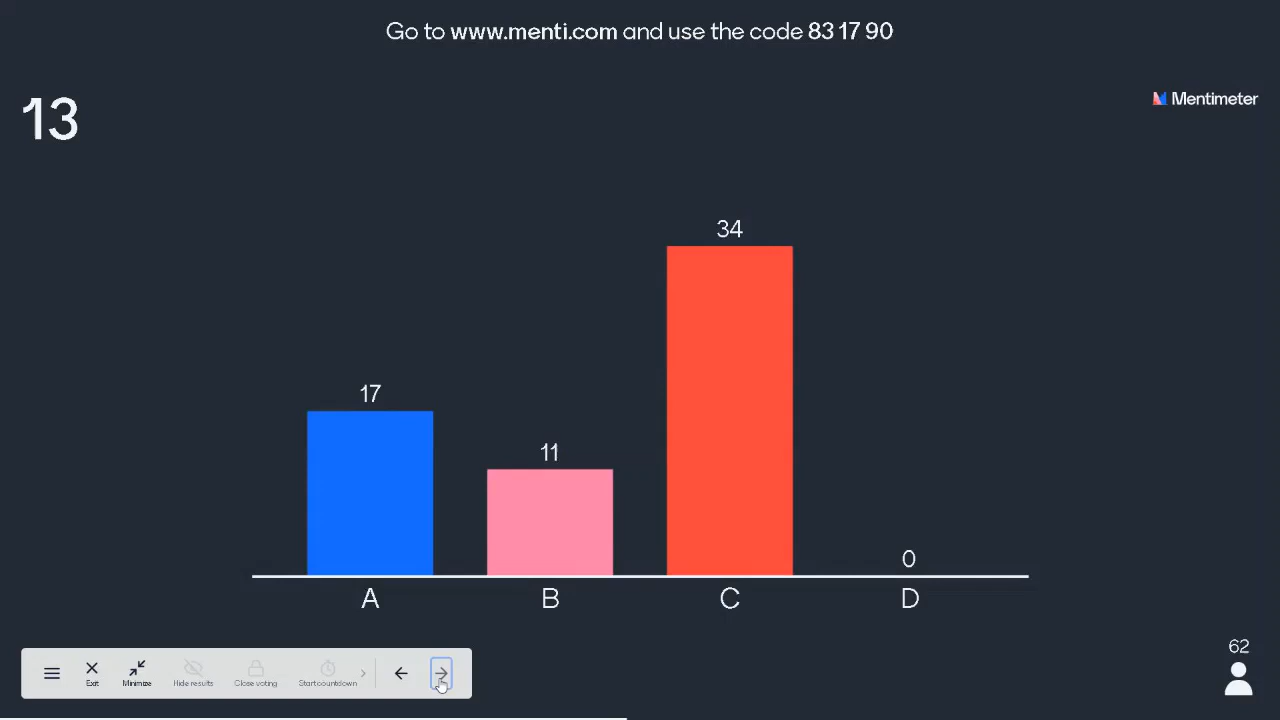 Go to www.menti.com and use the code 83 17 90
13
Mentimeter
34
17
11
0
A B C D
62
Exit Minimize Hide results Close voting Start countdown